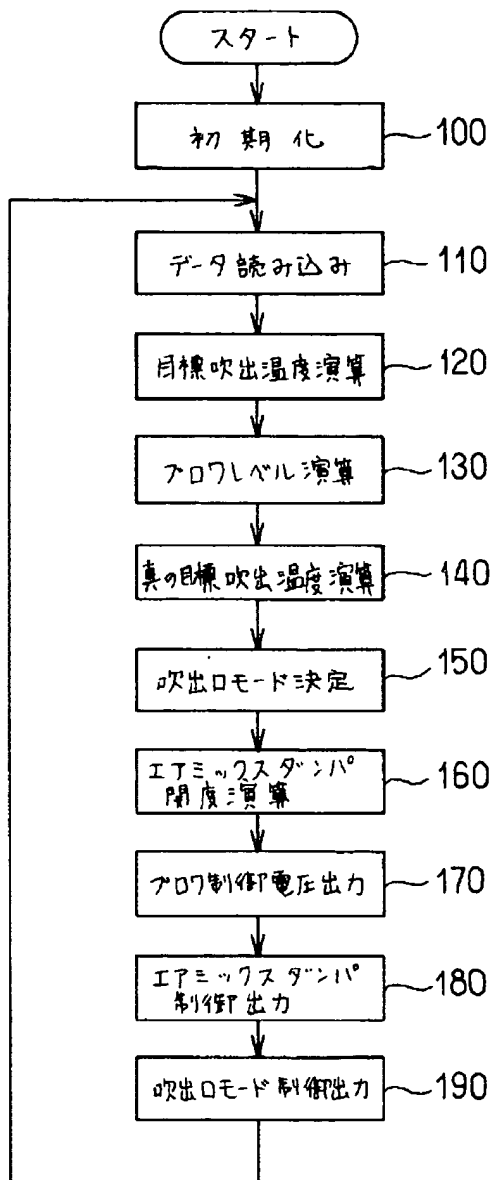 スタート
初期化
100
データ読み込み
110
目標吹出温度演算
120
ブロワレベル演算
130
真の目標吹出温度演算
140
吹出口モード決定
150
エアミックスダンパ
開度演算
160
ブロワ制御電圧出力
170
エアミックスダンパ
制御出力
180
吹出口モード制御出力
190